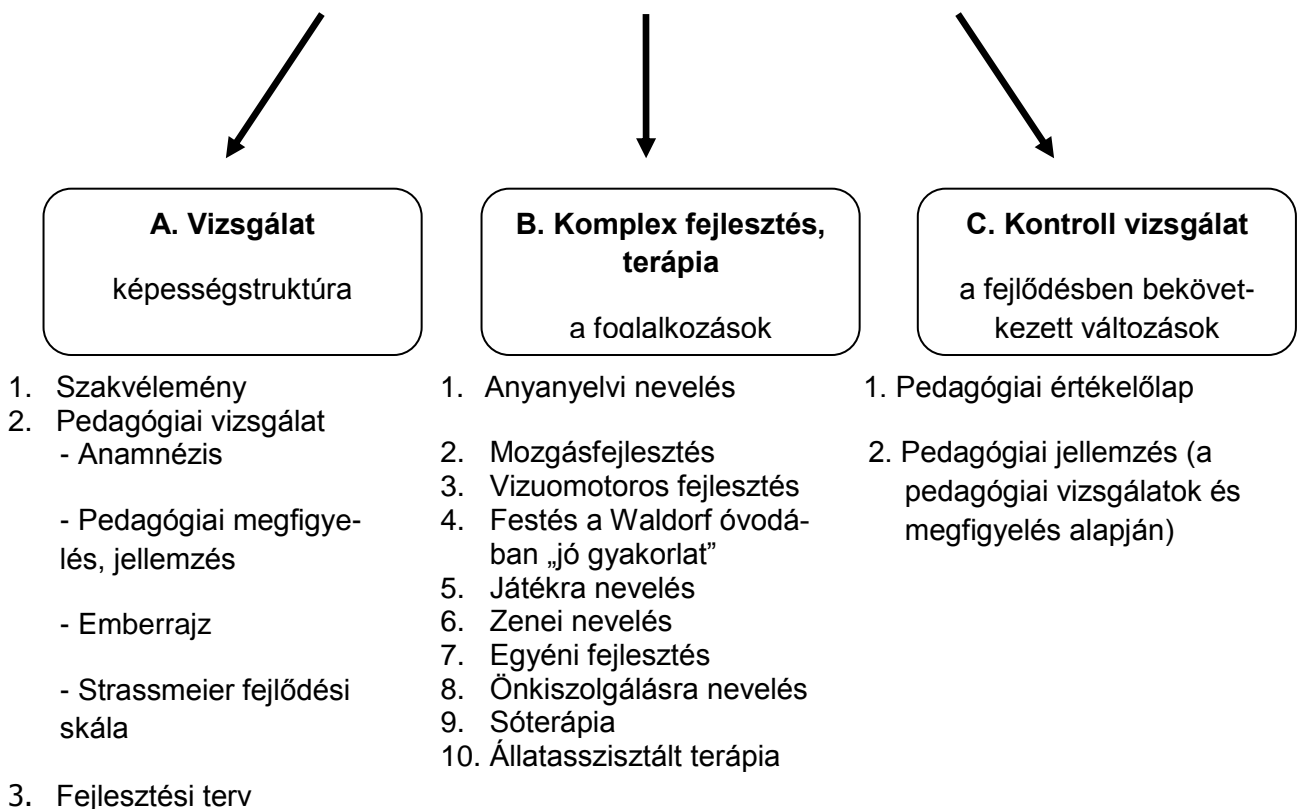 A. Vizsgálat
képességstruktúra
1. Szakvélemény
2. Pedagógiai vizsgálat
- Anamnézis
- Pedagógiai megfigye-
lés, jellemzés
- Emberrajz
- Strassmeier fejlődési
skála
3. Fejlesztési terv
B. Komplex fejlesztés,
terápia
a foglalkozások
1. Anyanyelvi nevelés
2. Mozgásfejlesztés
3. Vizuomotoros fejlesztés
4. Festés a Waldorf óvodá-
ban „jó gyakorlat”
5. Játékra nevelés
6. Zenei nevelés
7. Egyéni fejlesztés
8. Önkiszolgálásra nevelés
9. Sóterápia
10. Állatasszisztált terápia
C. Kontroll vizsgálat
a fejlődésben bekövet-
kezett változások
1. Pedagógiai értékelőlap
2. Pedagógiai jellemzés (a
pedagógiai vizsgálatok és
megfigyelés alapján)